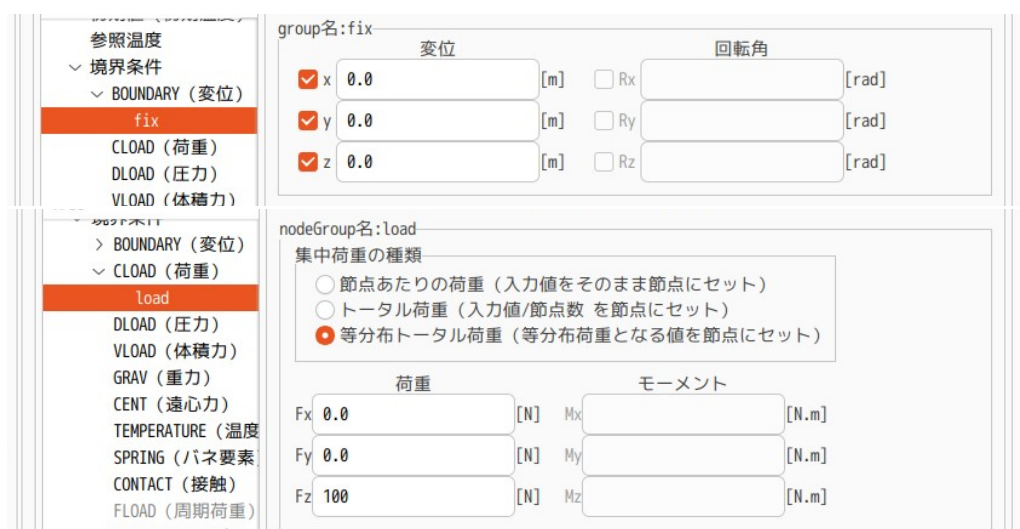 参照温度
境界条件
BOUNDARY (変位)
fix
CLOAD (荷重)
DLOAD (圧力)
VLOAD (体積力)
group名:fix
変位 回転角
x 0.0 [m] Rx [rad]
y 0.0 [m] Ry [rad]
z 0.0 [m] Rz [rad]
境界条件
BOUNDARY (変位)
CLOAD (荷重)
load
DLOAD (圧力)
VLOAD (体積力)
GRAV (重力)
CENT (遠心力)
TEMPERATURE (温度
SPRING (バネ要素
CONTACT (接触)
FLOAD (周期荷重)
nodeGroup名:load
集中荷重の種類
節点あたりの荷重 (入力値をそのまま節点にセット)
トータル荷重 (入力値/節点数 を節点にセット)
等分布トータル荷重 (等分布荷重となる値を節点にセット)
荷重 モーメント
Fx 0.0 [N] Mx [N.m]
Fy 0.0 [N] My [N.m]
Fz 100 [N] Mz [N.m]